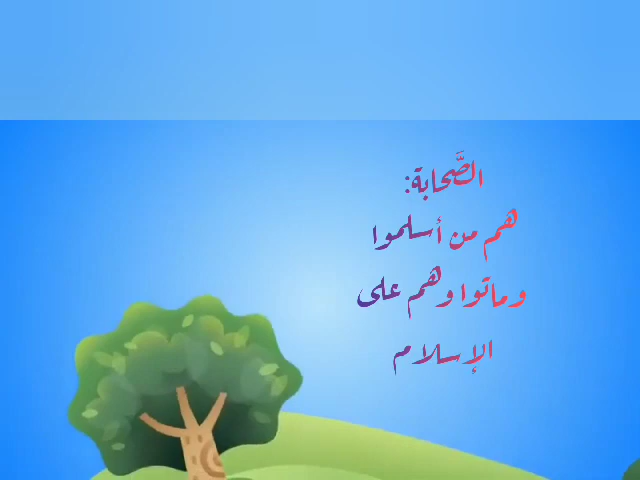 الصَّحابة:
هم من أسلموا
وماتوا وهم على
الإسلام